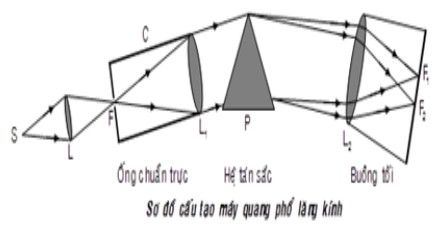 C
S
L
F
L₁
P
L₂
F₁
F₂
Ống chuẩn trực Hệ tán sắc Buồng tối
Sơ đồ cấu tạo máy quang phổ lăng kính